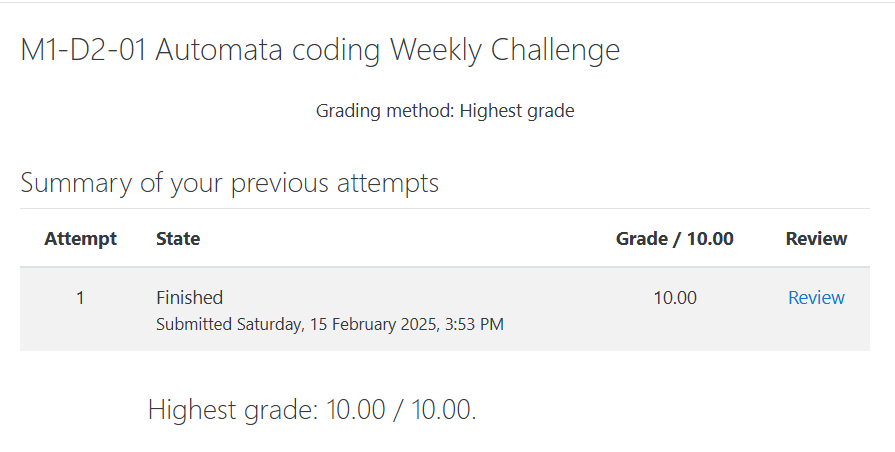 M1-D2-01 Automata coding Weekly Challenge
Grading method: Highest grade
Summary of your previous attempts
Attempt State Grade / 10.00 Review
1 Finished 10.00 Review
Submitted Saturday, 15 February 2025, 3:53 PM
Highest grade: 10.00 / 10.00.